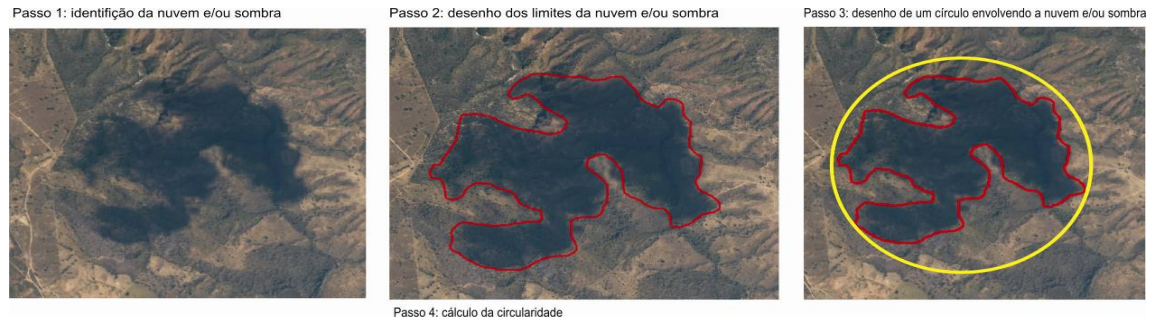 Passo 1: identifição da nuvem e/ou sombra
Passo 2: desenho dos limites da nuvem e/ou sombra
Passo 3: desenho de um círculo envolvendo a nuvem e/ou sombra
Passo 4: cálculo da circularidade